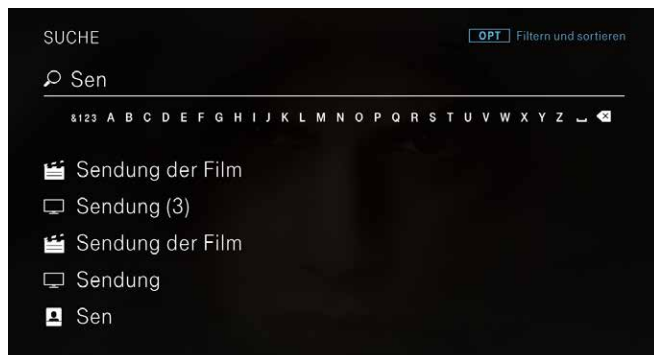 SUCHE
OPT Filtern und sortieren
Sen
&123 A B C D E F G H I J K L M N O P Q R S T U V W X Y Z
Sendung der Film
Sendung (3)
Sendung der Film
Sendung
Sen